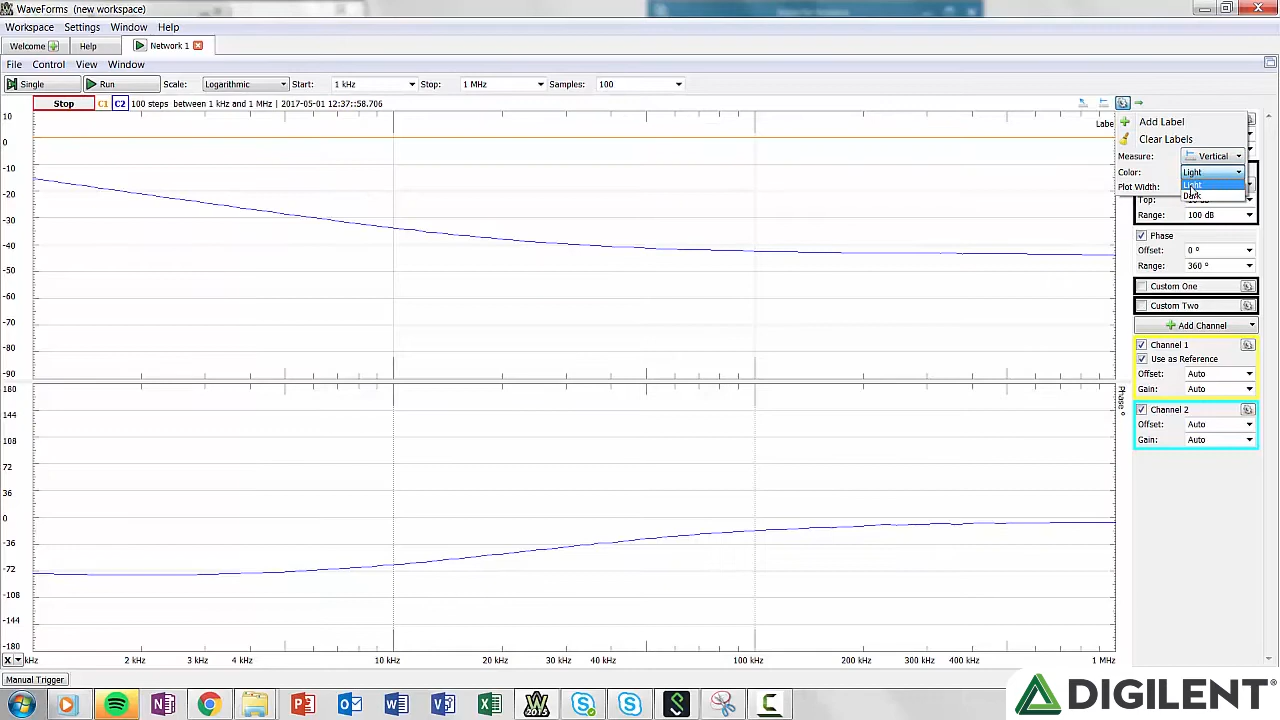 WaveForms (new workspace)
Workspace Settings Window Help
Welcome Help Network 1
File Control View Window
Single Run Scale: Logarithmic Start: 1 kHz Stop: 1 MHz Samples: 100
Stop C1 C2 100 steps between 1 kHz and 1 MHz | 2017-05-01 12:37::58.706
10
0
-10
-20
-30
-40
-50
-60
-70
-80
-90
Labe
Add Label
Clear Labels
Measure: Vertical
Color: Light
Light
Dark
Plot Width:
Top:
Range: 100 dB
Phase
Offset: 0 °
Range: 360 °
Custom One
Custom Two
Add Channel
Channel 1
Use as Reference
Offset: Auto
Gain: Auto
Channel 2
Offset: Auto
Gain: Auto
180
144
108
72
36
0
-36
-72
-108
-144
-180
Phase °
X kHz 2 kHz 3 kHz 4 kHz 10 kHz 20 kHz 30 kHz 40 kHz 100 kHz 200 kHz 300 kHz 400 kHz 1 MHz
Manual Trigger
DIGILENT